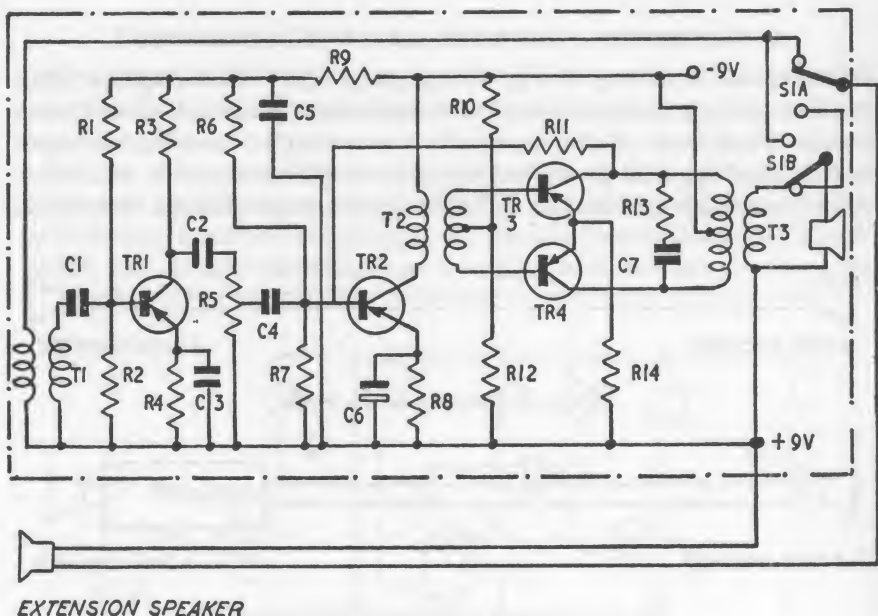 R9
-9V
S1A
R1
R3
R6
C5
R10
R11
S1B
TR
3
R13
T3
T2
C2
C7
C1
TR1
R5
C4
TR2
TR4
T1
R2
R4
C3
R7
C6
R8
R12
R14
+9V
EXTENSION SPEAKER